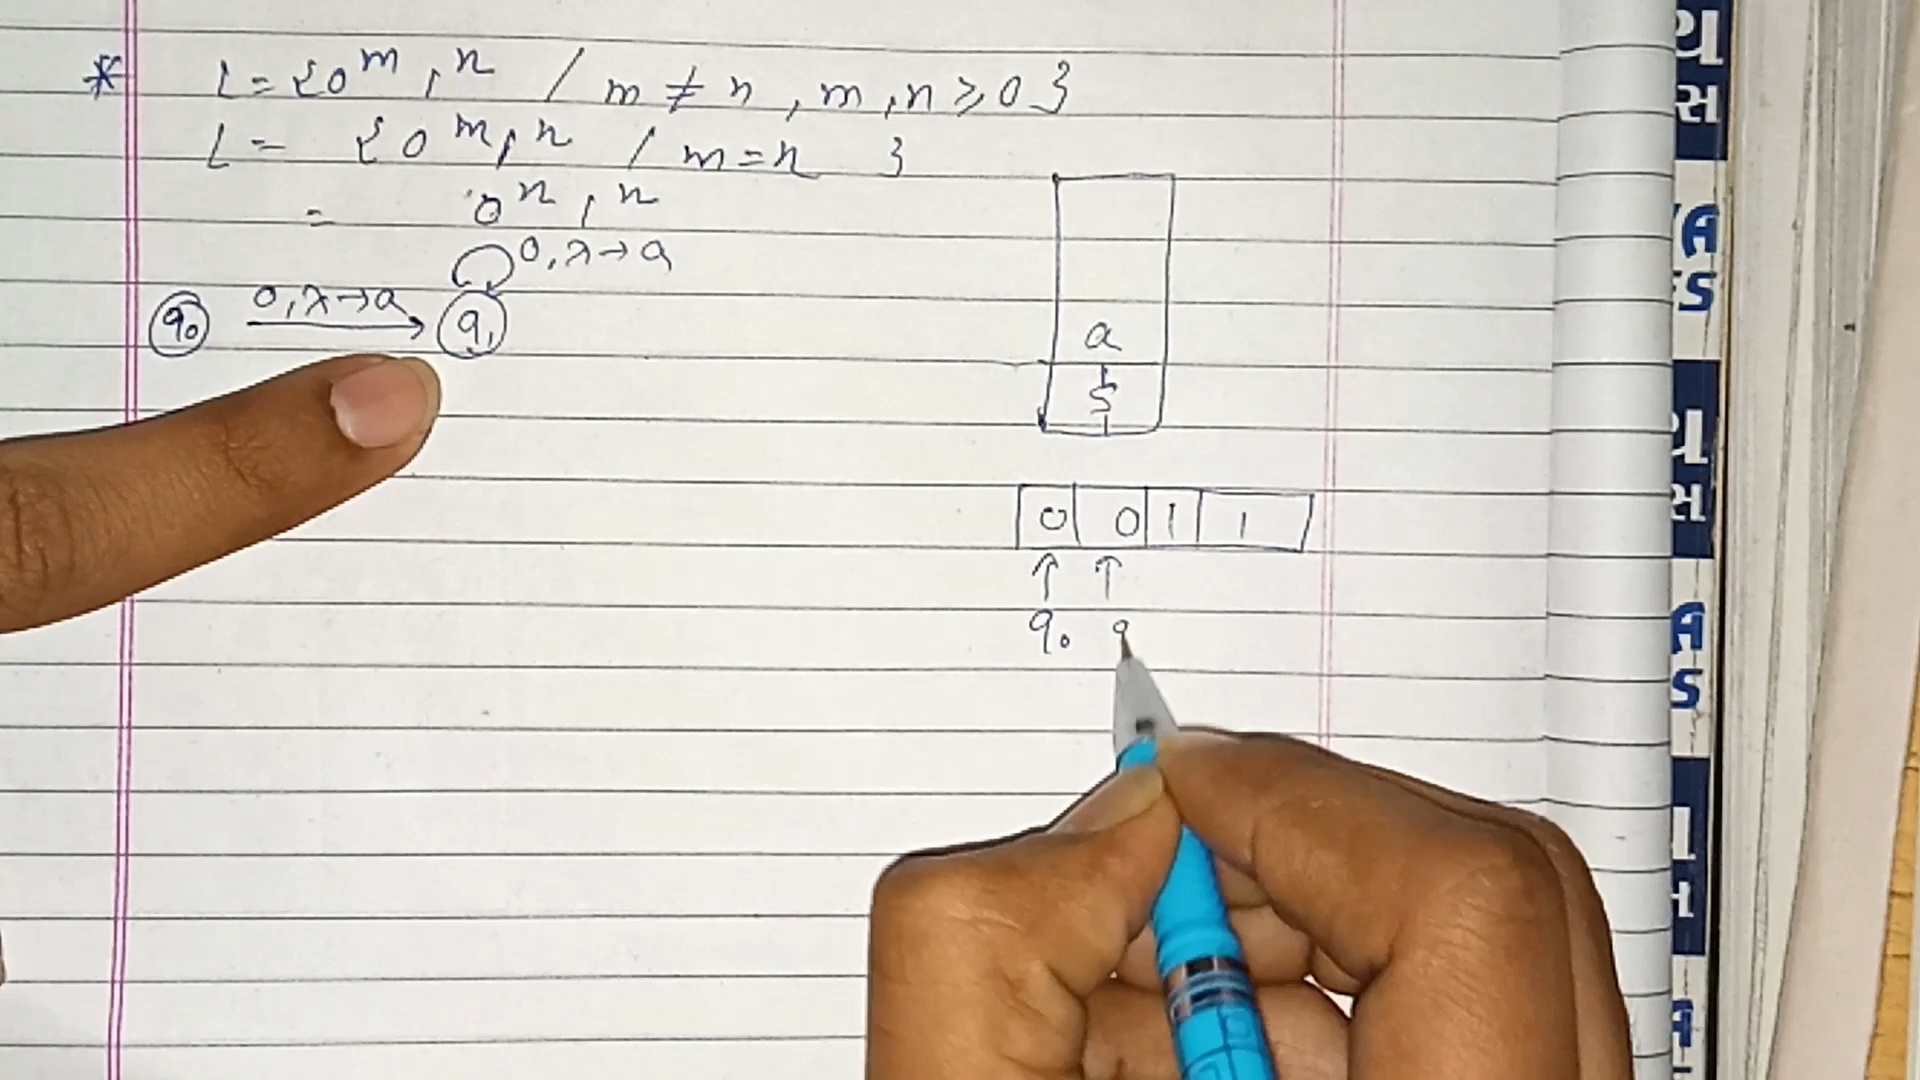 * L = {0^m 1^n / m ≠ n, m, n ≥ 0}
L = {0^m 1^n / m = n }
= 0^n 1^n
0, λ → a
q0 0, λ → a q1
a
$
0 0 1 1
↑ ↑
q0 q
ય
સ
A
S
ય
સ
A
S
A